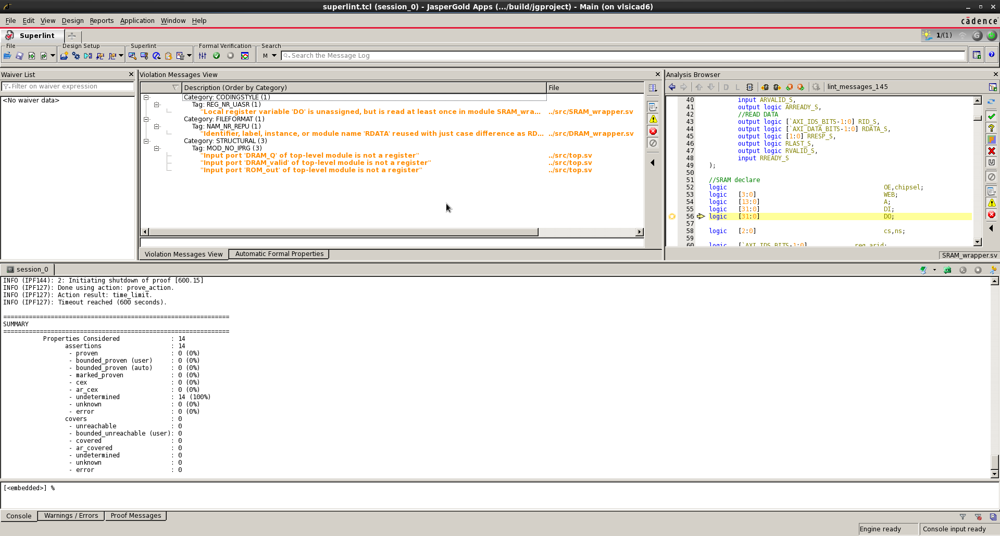 superlint.tcl (session_0) - JasperGold Apps (.../build/jgproject) - Main (on vlsicad6)
File Edit View Design Reports Application Window Help
cādence
Superlint
1/(1)
File Design Setup Superlint Formal Verification Search
M Search the Message Log
Waiver List
Filter on waiver expression
<No waiver data>
Violation Messages View
Description (Order by Category) File
Category: CODINGSTYLE (1)
Tag: REG_NR_UASR (1)
"Local register variable 'DO' is unassigned, but is read at least once in module SRAM_wra... ../src/SRAM_wrapper.sv
Category: FILEFORMAT (1)
Tag: NAM_NR_REPU (1)
"Identifier, label, instance, or module name 'RDATA' reused with just case difference as RD... ../src/DRAM_wrapper.sv
Category: STRUCTURAL (3)
Tag: MOD_NO_IPRG (3)
"Input port 'DRAM_Q' of top-level module is not a register" ../src/top.sv
"Input port 'DRAM_valid' of top-level module is not a register" ../src/top.sv
"Input port 'ROM_out' of top-level module is not a register" ../src/top.sv
Violation Messages View Automatic Formal Properties
Analysis Browser
D L lint_messages_145
40 input ARVALID_S,
41 output logic ARREADY_S,
42 //READ DATA
43 output logic [`AXI_IDS_BITS-1:0] RID_S,
44 output logic [`AXI_DATA_BITS-1:0] RDATA_S,
45 output logic [1:0] RRESP_S,
46 output logic RLAST_S,
47 output logic RVALID_S,
48 input RREADY_S
49 );
50
51 //SRAM declare
52 logic OE,chipsel;
53 logic [3:0] WEB;
54 logic [13:0] A;
55 logic [31:0] DI;
56 logic [31:0] DO;
57
58 logic [2:0] cs,ns;
59
60 logic [`AXI_IDS_BITS-1:0] reg_arid;
SRAM_wrapper.sv
session_0
INFO (IPF144): 2: Initiating shutdown of proof [600.15]
INFO (IPF127): Done using action: prove_action.
INFO (IPF127): Action result: time_limit.
INFO (IPF127): Timeout reached (600 seconds).
==============================================================
SUMMARY
==============================================================
Properties Considered : 14
assertions : 14
- proven : 0 (0%)
- bounded_proven (user) : 0 (0%)
- bounded_proven (auto) : 0 (0%)
- marked_proven : 0 (0%)
- cex : 0 (0%)
- ar_cex : 0 (0%)
- undetermined : 14 (100%)
- unknown : 0 (0%)
- error : 0 (0%)
covers : 0
- unreachable : 0
- bounded_unreachable (user): 0
- covered : 0
- ar_covered : 0
- undetermined : 0
- unknown : 0
- error : 0
[<embedded>] %
Console Warnings / Errors Proof Messages
Engine ready Console input ready